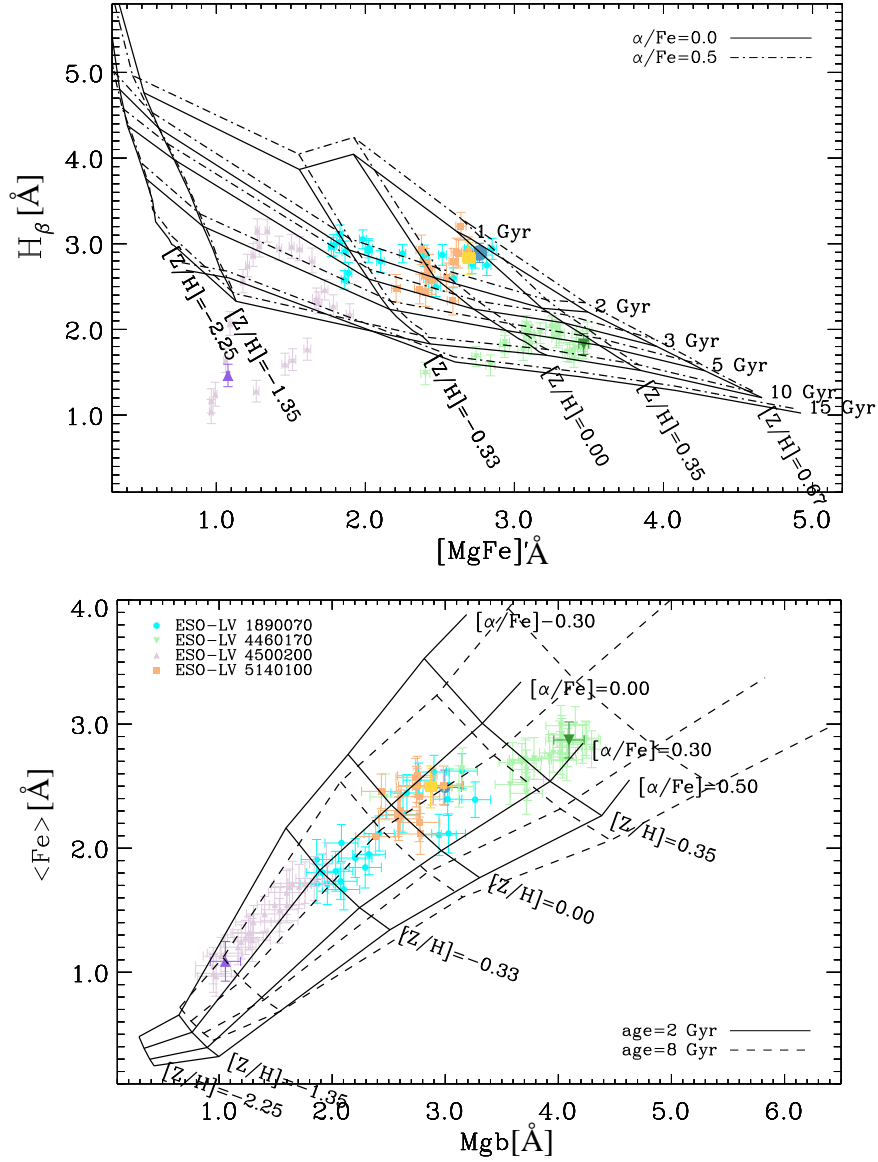 α/Fe=0.0
α/Fe=0.5
5.0
4.0
3.0
2.0
1.0
Hβ [Å]
1 Gyr
2 Gyr
3 Gyr
5 Gyr
10 Gyr
15 Gyr
[Z/H]=-2.25
[Z/H]=-1.35
[Z/H]=-0.33
[Z/H]=0.00
[Z/H]=0.35
[Z/H]=0.67
1.0 2.0 3.0 4.0 5.0
[MgFe]'Å
4.0
3.0
2.0
1.0
<Fe>[Å]
ESO-LV 1890070
ESO-LV 4460170
ESO-LV 4500200
ESO-LV 5140100
[α/Fe]-0.30
[α/Fe]=0.00
[α/Fe]=0.30
[α/Fe]=0.50
[Z/H]=0.35
[Z/H]=0.00
[Z/H]=-0.33
[Z/H]=-1.35
[Z/H]=-2.25
age=2 Gyr
age=8 Gyr
1.0 2.0 3.0 4.0 5.0 6.0
Mgb[Å]